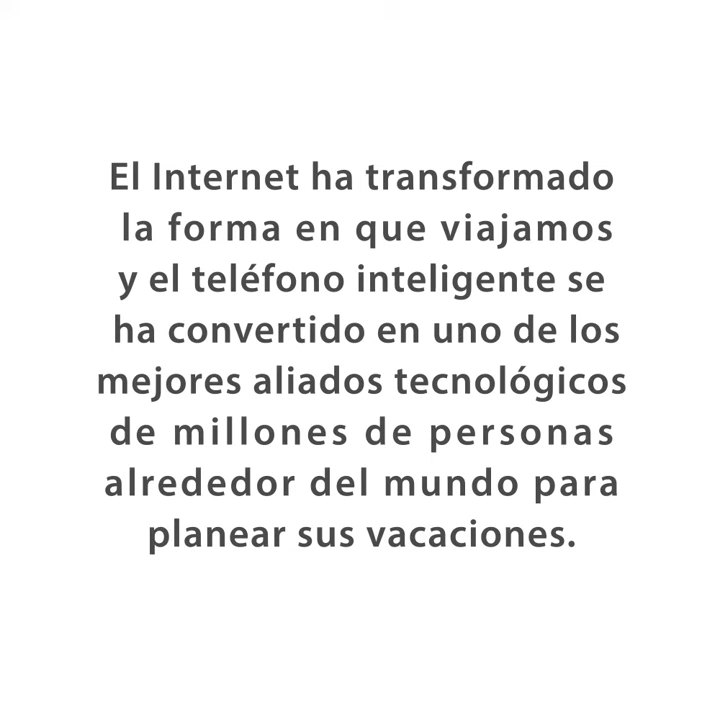 El Internet ha transformado
la forma en que viajamos
y el teléfono inteligente se
ha convertido en uno de los
mejores aliados tecnológicos
de millones de personas
alrededor del mundo para
planear sus vacaciones.